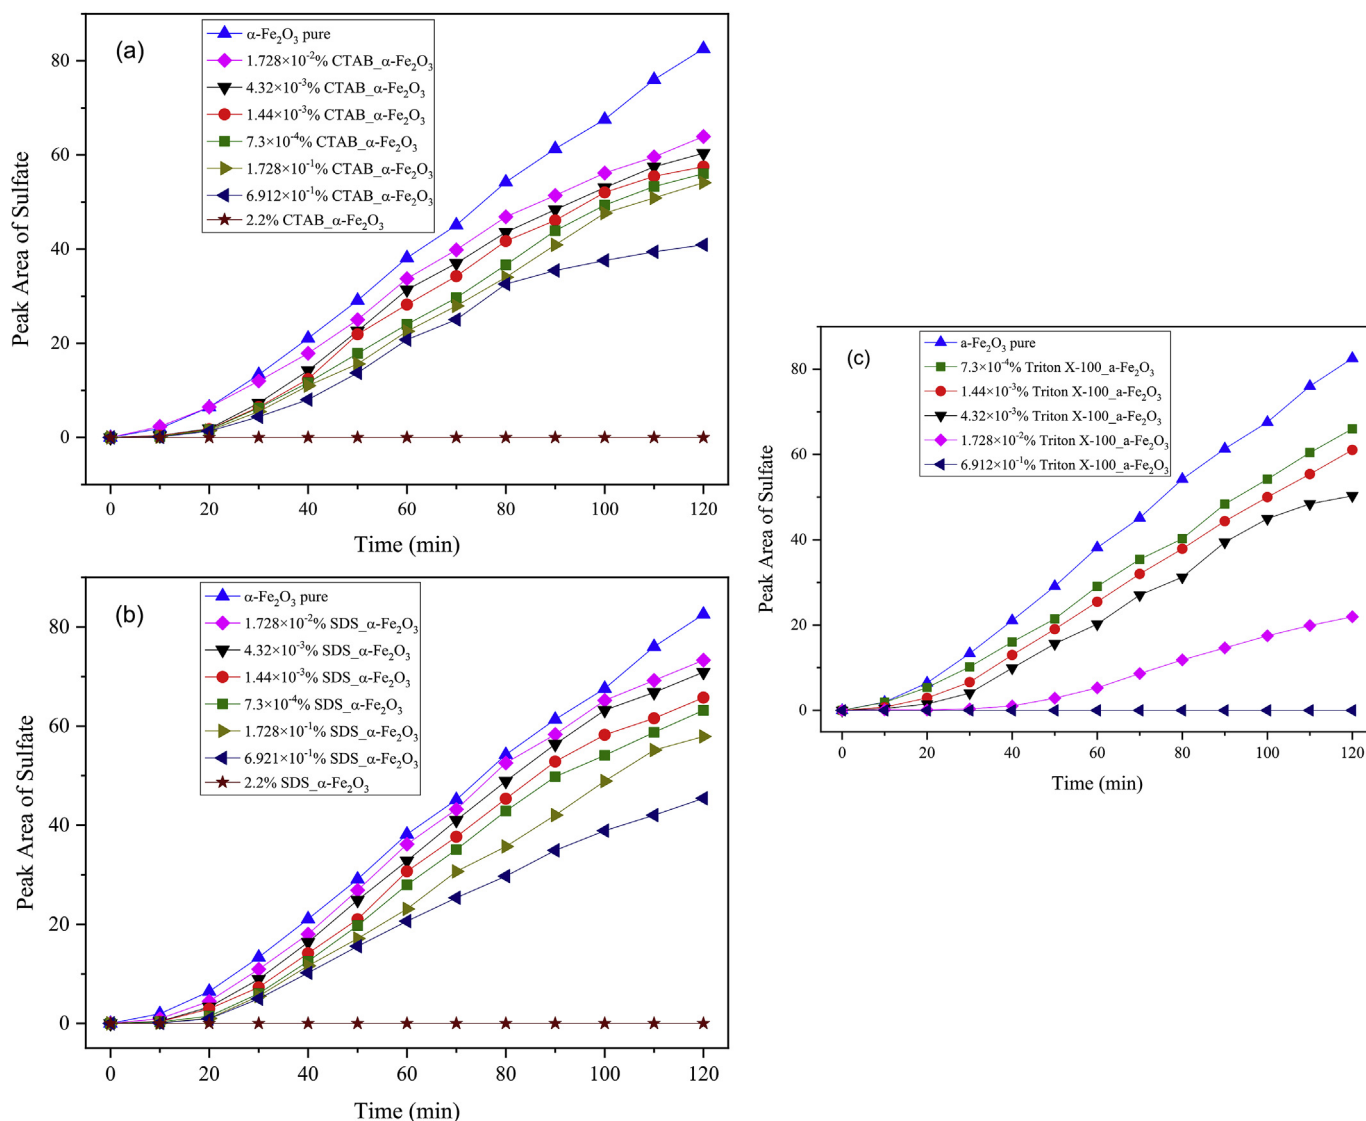 (a)
α-Fe₂O₃ pure
1.728×10⁻²% CTAB_α-Fe₂O₃
4.32×10⁻³% CTAB_α-Fe₂O₃
1.44×10⁻³% CTAB_α-Fe₂O₃
7.3×10⁻⁴% CTAB_α-Fe₂O₃
1.728×10⁻¹% CTAB_α-Fe₂O₃
6.912×10⁻¹% CTAB_α-Fe₂O₃
2.2% CTAB_α-Fe₂O₃
Peak Area of Sulfate
80
60
40
20
0
0 20 40 60 80 100 120
Time (min)
(b)
α-Fe₂O₃ pure
1.728×10⁻²% SDS_α-Fe₂O₃
4.32×10⁻³% SDS_α-Fe₂O₃
1.44×10⁻³% SDS_α-Fe₂O₃
7.3×10⁻⁴% SDS_α-Fe₂O₃
1.728×10⁻¹% SDS_α-Fe₂O₃
6.921×10⁻¹% SDS_α-Fe₂O₃
2.2% SDS_α-Fe₂O₃
Peak Area of Sulfate
80
60
40
20
0
0 20 40 60 80 100 120
Time (min)
(c)
a-Fe₂O₃ pure
7.3×10⁻⁴% Triton X-100_a-Fe₂O₃
1.44×10⁻³% Triton X-100_a-Fe₂O₃
4.32×10⁻³% Triton X-100_a-Fe₂O₃
1.728×10⁻²% Triton X-100_a-Fe₂O₃
6.912×10⁻¹% Triton X-100_a-Fe₂O₃
Peak Area of Sulfate
80
60
40
20
0
0 20 40 60 80 100 120
Time (min)